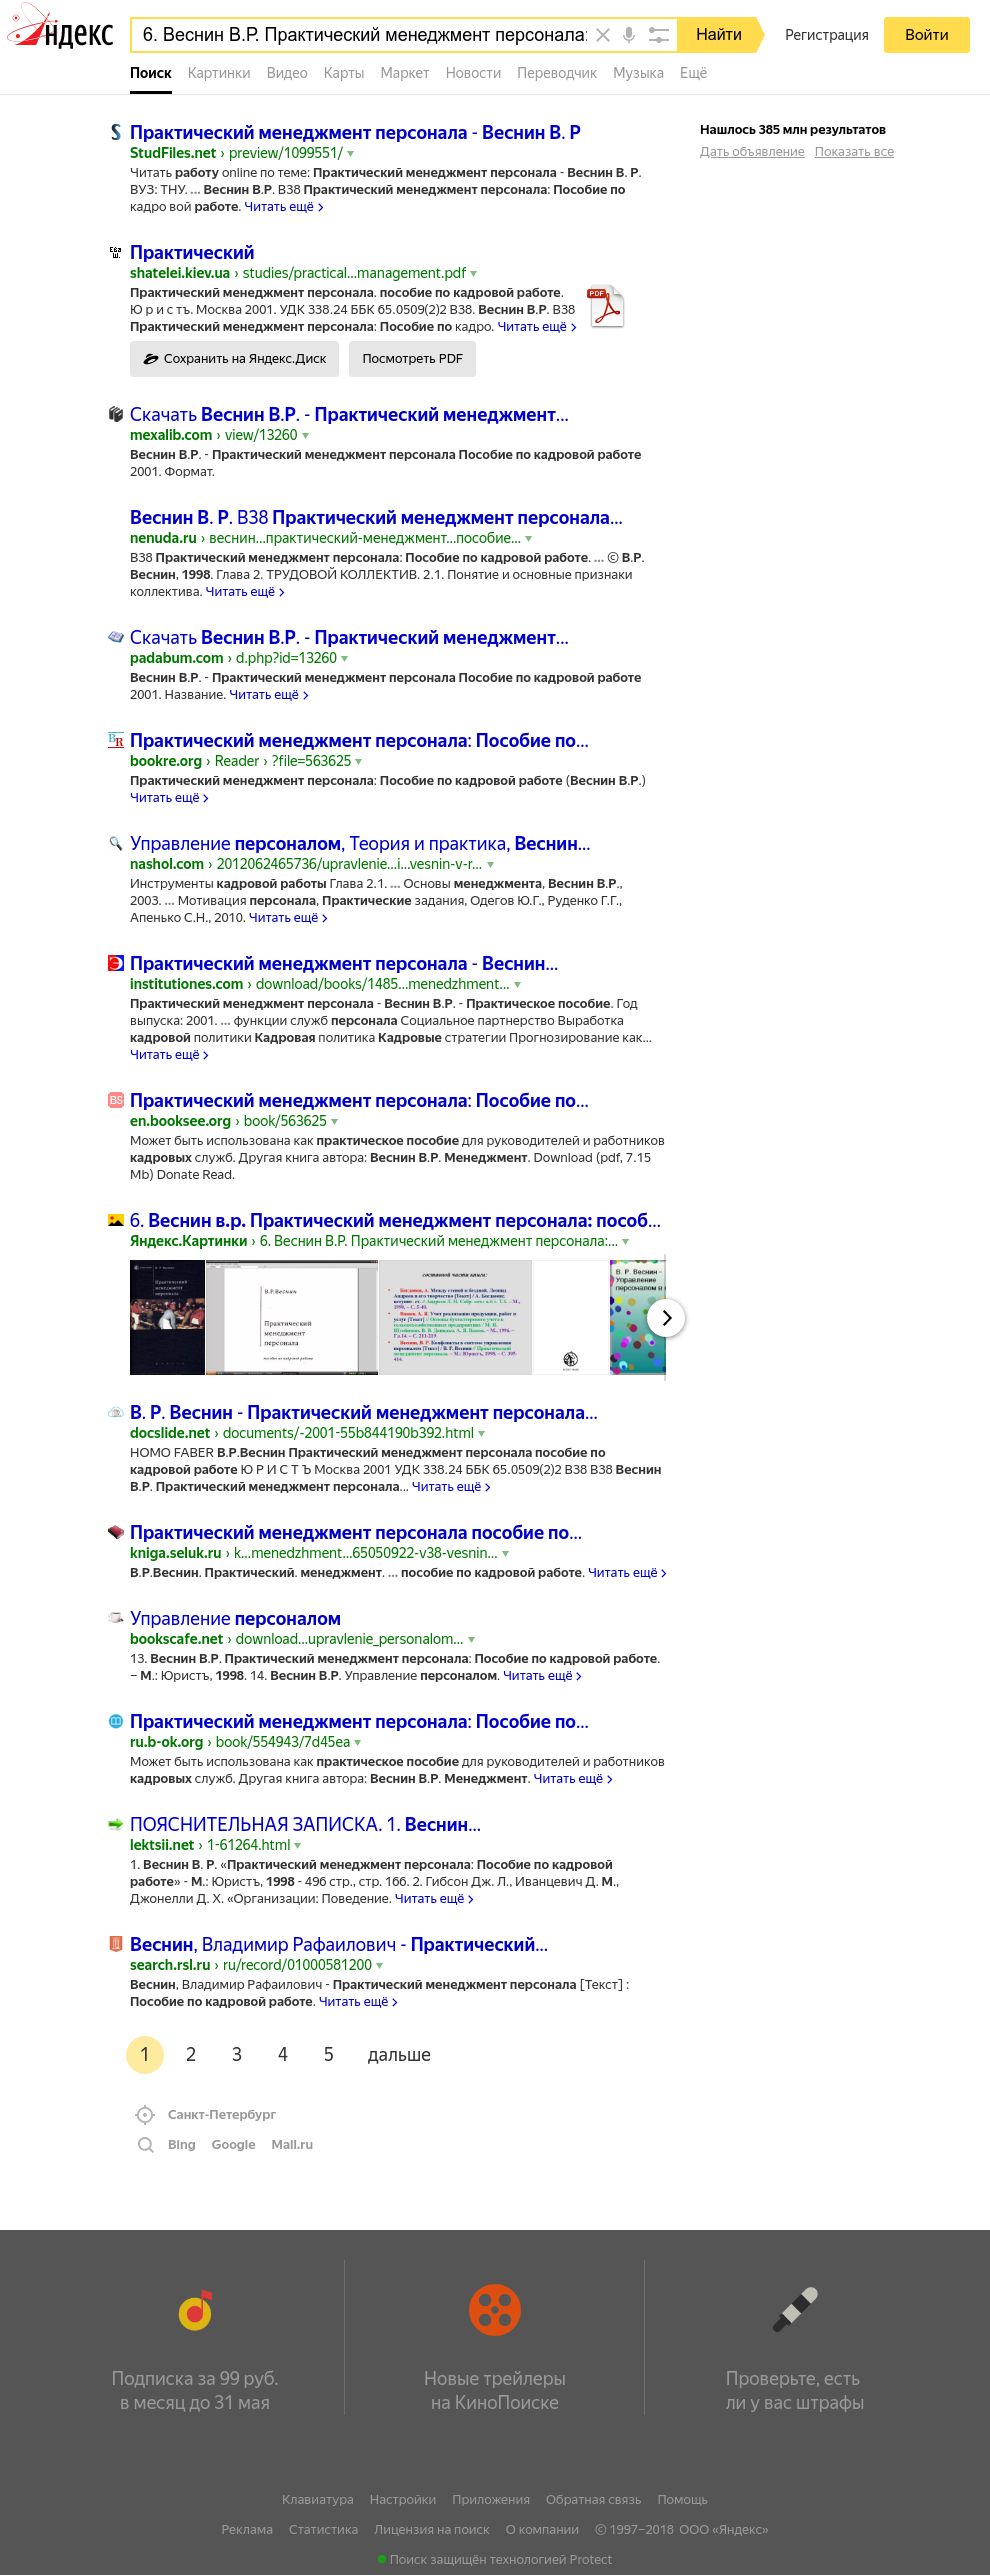 Яндекс
6. Веснин В.Р. Практический менеджмент персонала:
Найти
Регистрация
Войти
Поиск Картинки Видео Карты Маркет Новости Переводчик Музыка Ещё
Нашлось 385 млн результатов
Дать объявление Показать все
Практический менеджмент персонала - Веснин В. Р
StudFiles.net › preview/1099551/
Читать работу online по теме: Практический менеджмент персонала - Веснин В. Р.
ВУЗ: ТНУ. ... Веснин В.Р. В38 Практический менеджмент персонала: Пособие по
кадро вой работе. Читать ещё
Практический
shatelei.kiev.ua › studies/practical...management.pdf
Практический менеджмент персонала. пособие по кадровой работе.
Ю р и с тъ. Москва 2001. УДК 338.24 ББК 65.0509(2)2 В38. Веснин В.Р. В38
Практический менеджмент персонала: Пособие по кадро. Читать ещё
PDF
Сохранить на Яндекс.Диск
Посмотреть PDF
Скачать Веснин В.Р. - Практический менеджмент...
mexalib.com › view/13260
Веснин В.Р. - Практический менеджмент персонала Пособие по кадровой работе
2001. Формат.
Веснин В. Р. В38 Практический менеджмент персонала...
nenuda.ru › веснин...практический-менеджмент...пособие...
В38 Практический менеджмент персонала: Пособие по кадровой работе. ... © В.Р.
Веснин, 1998. Глава 2. ТРУДОВОЙ КОЛЛЕКТИВ. 2.1. Понятие и основные признаки
коллектива. Читать ещё
Скачать Веснин В.Р. - Практический менеджмент...
padabum.com › d.php?id=13260
Веснин В.Р. - Практический менеджмент персонала Пособие по кадровой работе
2001. Название. Читать ещё
Практический менеджмент персонала: Пособие по...
bookre.org › Reader › ?file=563625
Практический менеджмент персонала: Пособие по кадровой работе (Веснин В.Р.)
Читать ещё
Управление персоналом, Теория и практика, Веснин...
nashol.com › 2012062465736/upravlenie...i...vesnin-v-r...
Инструменты кадровой работы Глава 2.1. ... Основы менеджмента, Веснин В.Р.,
2003. ... Мотивация персонала, Практические задания, Одегов Ю.Г., Руденко Г.Г.,
Апенько С.Н., 2010. Читать ещё
Практический менеджмент персонала - Веснин...
institutiones.com › download/books/1485...menedzhment...
Практический менеджмент персонала - Веснин В.Р. - Практическое пособие. Год
выпуска: 2001. ... функции служб персонала Социальное партнерство Выработка
кадровой политики Кадровая политика Кадровые стратегии Прогнозирование как...
Читать ещё
Практический менеджмент персонала: Пособие по...
en.booksee.org › book/563625
Может быть использована как практическое пособие для руководителей и работников
кадровых служб. Другая книга автора: Веснин В.Р. Менеджмент. Download (pdf, 7.15
Mb) Donate Read.
6. Веснин в.р. Практический менеджмент персонала: пособ...
Яндекс.Картинки › 6. Веснин В.Р. Практический менеджмент персонала:...
Практический
менеджмент
персонала
В.Р.Веснин
Практический
менеджмент
персонала
пособие по кадровой работе
составной части книги:
В. Р. Веснин –
Управление
персоналом в
В. Р. Веснин - Практический менеджмент персонала...
docslide.net › documents/-2001-55b844190b392.html
HOMO FABER В.Р.Веснин Практический менеджмент персонала пособие по
кадровой работе Ю Р И С Т Ъ Москва 2001 УДК 338.24 ББК 65.0509(2)2 В38 В38 Веснин
В.Р. Практический менеджмент персонала... Читать ещё
Практический менеджмент персонала пособие по...
kniga.seluk.ru › k...menedzhment...65050922-v38-vesnin...
В.Р.Веснин. Практический. менеджмент. ... пособие по кадровой работе. Читать ещё
Управление персоналом
bookscafe.net › download...upravlenie_personalom...
13. Веснин В.Р. Практический менеджмент персонала: Пособие по кадровой работе.
– М.: Юристъ, 1998. 14. Веснин В.Р. Управление персоналом. Читать ещё
Практический менеджмент персонала: Пособие по...
ru.b-ok.org › book/554943/7d45ea
Может быть использована как практическое пособие для руководителей и работников
кадровых служб. Другая книга автора: Веснин В.Р. Менеджмент. Читать ещё
ПОЯСНИТЕЛЬНАЯ ЗАПИСКА. 1. Веснин...
lektsii.net › 1-61264.html
1. Веснин В. Р. «Практический менеджмент персонала: Пособие по кадровой
работе» - М.: Юристъ, 1998 - 496 стр., стр. 166. 2. Гибсон Дж. Л., Иванцевич Д. М.,
Джонелли Д. Х. «Организации: Поведение. Читать ещё
Веснин, Владимир Рафаилович - Практический...
search.rsl.ru › ru/record/01000581200
Веснин, Владимир Рафаилович - Практический менеджмент персонала [Текст] :
Пособие по кадровой работе. Читать ещё
1 2 3 4 5 дальше
Санкт-Петербург
Bing Google Mail.ru
Подписка за 99 руб.
в месяц до 31 мая
Новые трейлеры
на КиноПоиске
Проверьте, есть
ли у вас штрафы
Клавиатура Настройки Приложения Обратная связь Помощь
Реклама Статистика Лицензия на поиск О компании © 1997–2018 ООО «Яндекс»
Поиск защищён технологией Protect